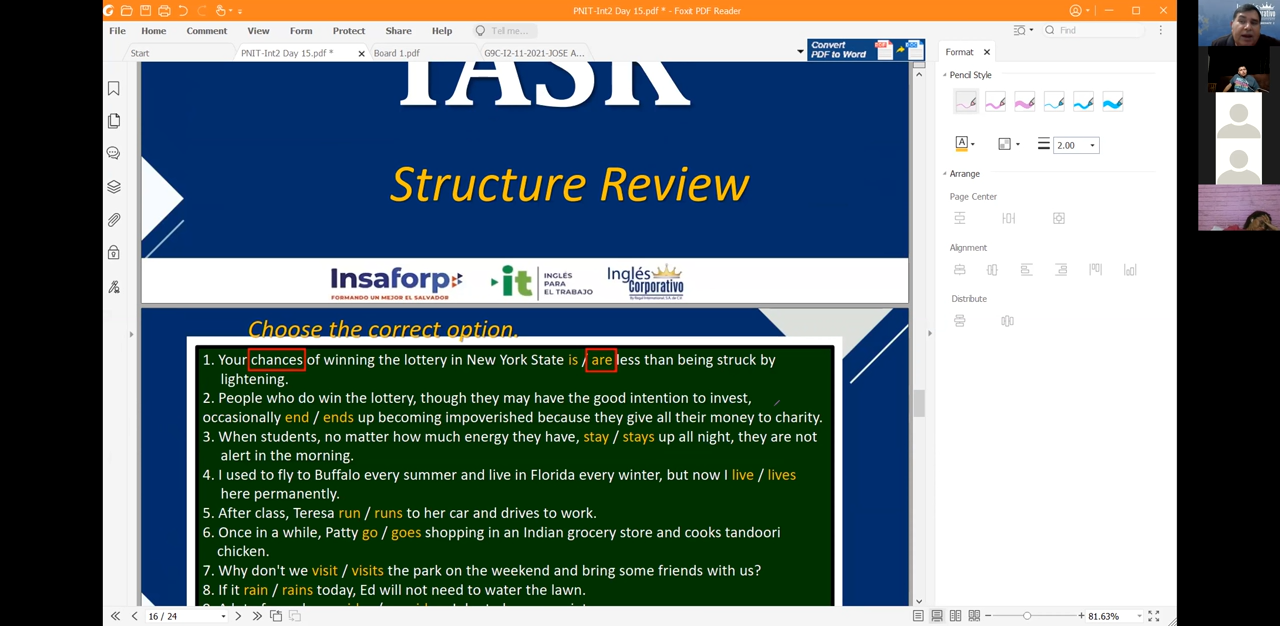 PNIT-Int2 Day 15.pdf * - Foxit PDF Reader
File Home Comment View Form Protect Share Help Tell me...
Find
Start PNIT-Int2 Day 15.pdf * Board 1.pdf G9C-I2-11-2021-JOSE A...
Convert
PDF to Word
Format
Pencil Style
2.00
Arrange
Page Center
Alignment
Distribute
TASK
Structure Review
Insaforp
FORMANDO UN MEJOR EL SALVADOR
it
INGLÉS
PARA
EL TRABAJO
Inglés
Corporativo
Choose the correct option.
1. Your chances of winning the lottery in New York State is / are less than being struck by
lightening.
2. People who do win the lottery, though they may have the good intention to invest,
occasionally end / ends up becoming impoverished because they give all their money to charity.
3. When students, no matter how much energy they have, stay / stays up all night, they are not
alert in the morning.
4. I used to fly to Buffalo every summer and live in Florida every winter, but now I live / lives
here permanently.
5. After class, Teresa run / runs to her car and drives to work.
6. Once in a while, Patty go / goes shopping in an Indian grocery store and cooks tandoori
chicken.
7. Why don't we visit / visits the park on the weekend and bring some friends with us?
8. If it rain / rains today, Ed will not need to water the lawn.
16 / 24
81.63%